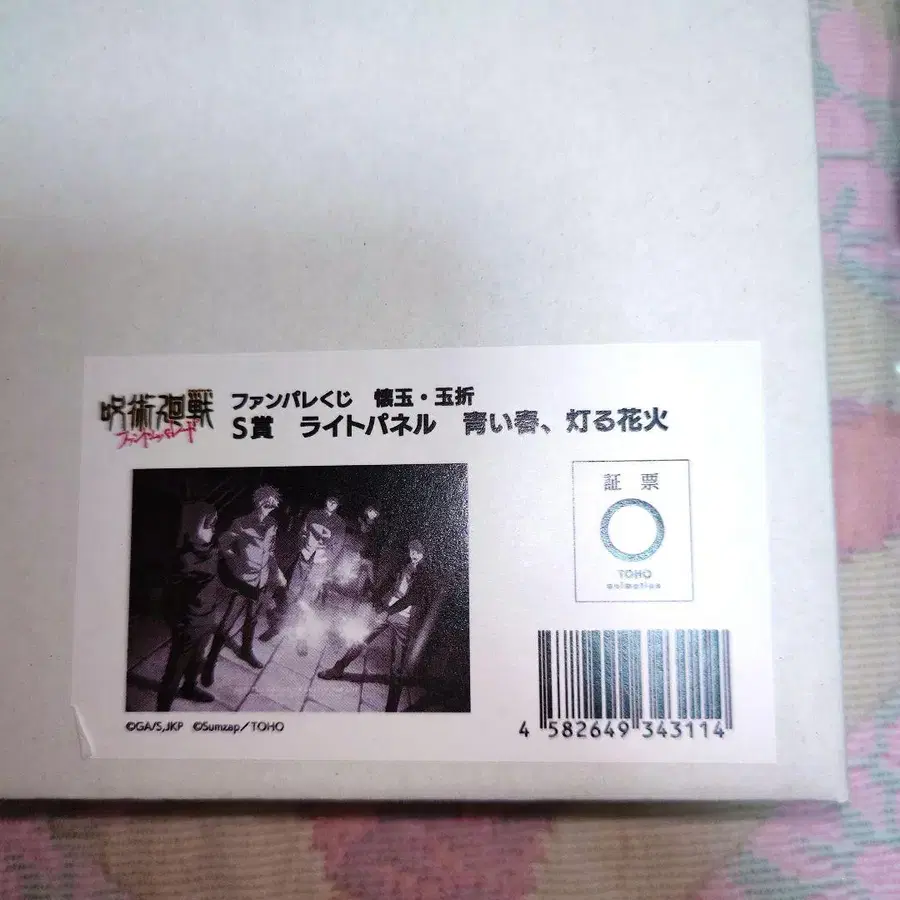 呪術廻戦
ファントムパレード
ファンパレくじ 懐玉・玉折
S賞 ライトパネル 青い春、灯る花火
証票
TOHO
animation
©GA/S,JKP ©Sumzap/TOHO
4 582649 343114